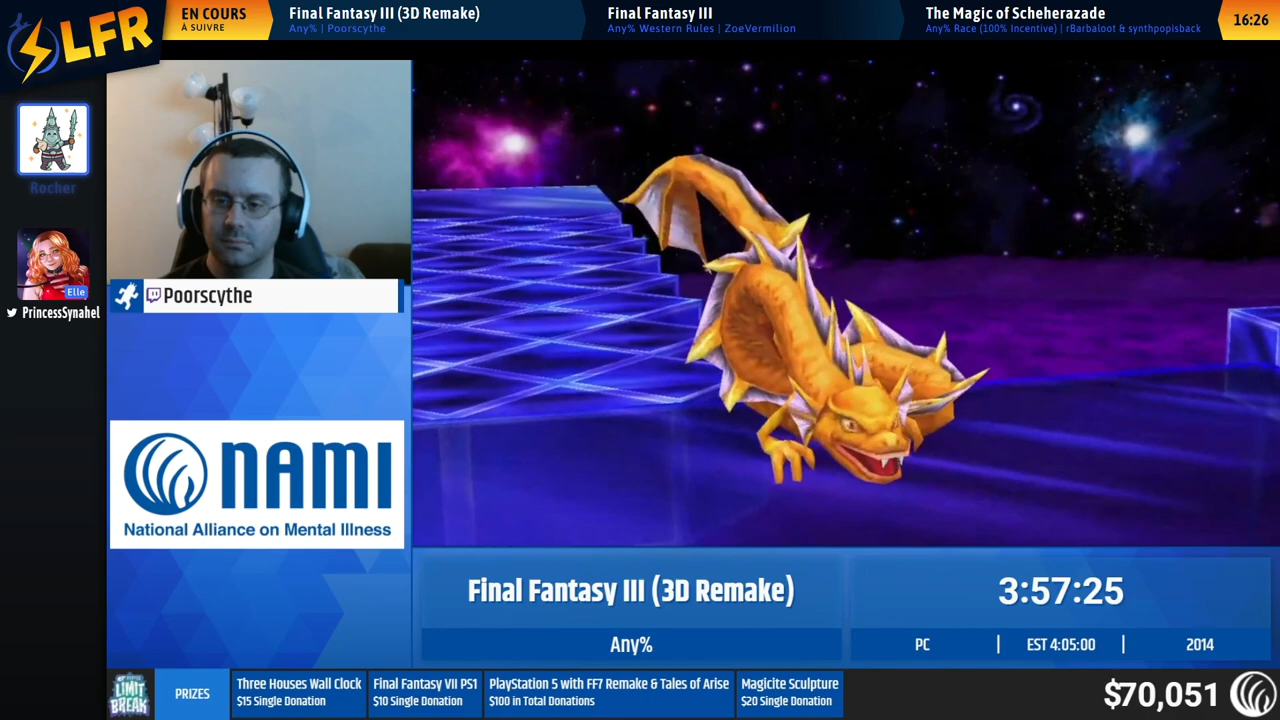 LFR
EN COURS
À SUIVRE
Final Fantasy III (3D Remake)
Any% | Poorscythe
Final Fantasy III
Any% Western Rules | ZoeVermilion
The Magic of Scheherazade
Any% Race (100% Incentive) | rBarbaloot & synthpopisback
16:26
Rocher
Elle
PrincessSynahel
Poorscythe
NAMI
National Alliance on Mental Illness
Final Fantasy III (3D Remake)
Any%
3:57:25
PC | EST 4:05:00 | 2014
LIMIT
BREAK
PRIZES
Three Houses Wall Clock
$15 Single Donation
Final Fantasy VII PS1
$10 Single Donation
PlayStation 5 with FF7 Remake & Tales of Arise
$100 in Total Donations
Magicite Sculpture
$20 Single Donation
$70,051